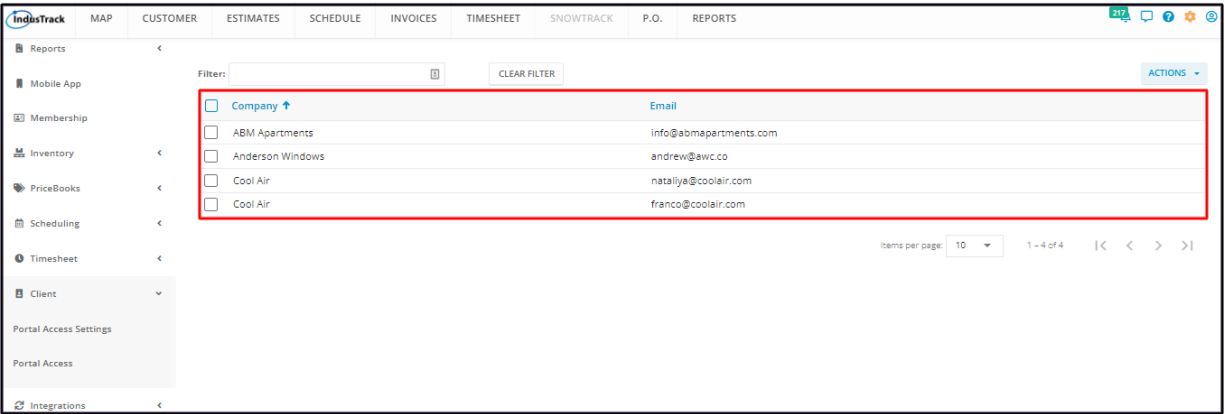 IndusTrack MAP CUSTOMER ESTIMATES SCHEDULE INVOICES TIMESHEET SNOWTRACK P.O. REPORTS 217
Reports
Mobile App
Membership
Inventory
PriceBooks
Scheduling
Timesheet
Client
Portal Access Settings
Portal Access
Integrations
Filter: CLEAR FILTER ACTIONS
Company Email
ABM Apartments info@abmapartments.com
Anderson Windows andrew@awc.co
Cool Air nataliya@coolair.com
Cool Air franco@coolair.com
Items per page: 10 1 – 4 of 4